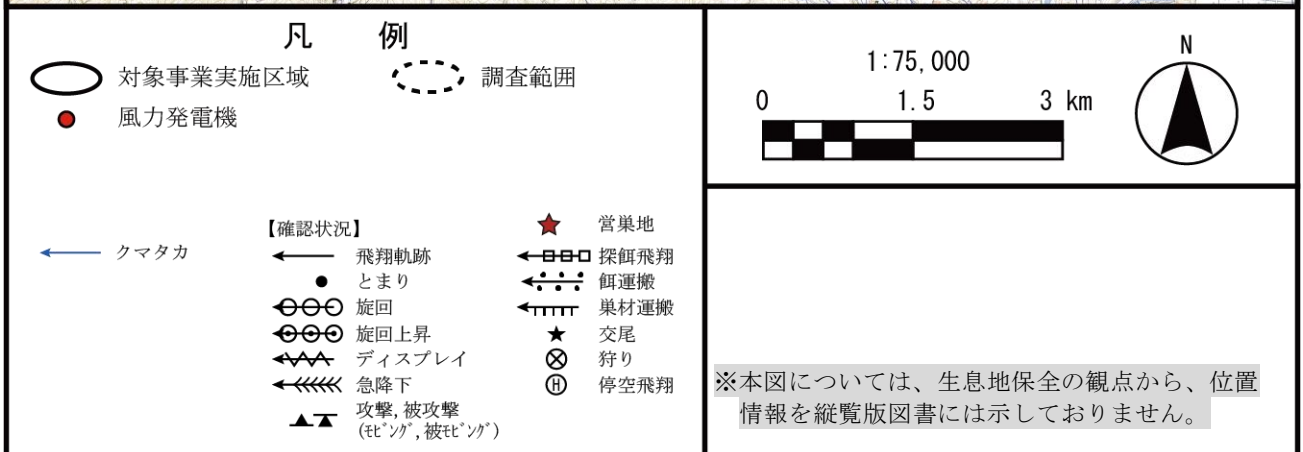 凡 例
対象事業実施区域
調査範囲
風力発電機
クマタカ
【確認状況】
飛翔軌跡
とまり
旋回
旋回上昇
ディスプレイ
急降下
攻撃,被攻撃
(ﾓﾋﾞﾝｸﾞ,被ﾓﾋﾞﾝｸﾞ)
営巣地
探餌飛翔
餌運搬
巣材運搬
交尾
狩り
H 停空飛翔
1:75,000
0 1.5 3 km
N
※本図については、生息地保全の観点から、位置
情報を縦覧版図書には示しておりません。